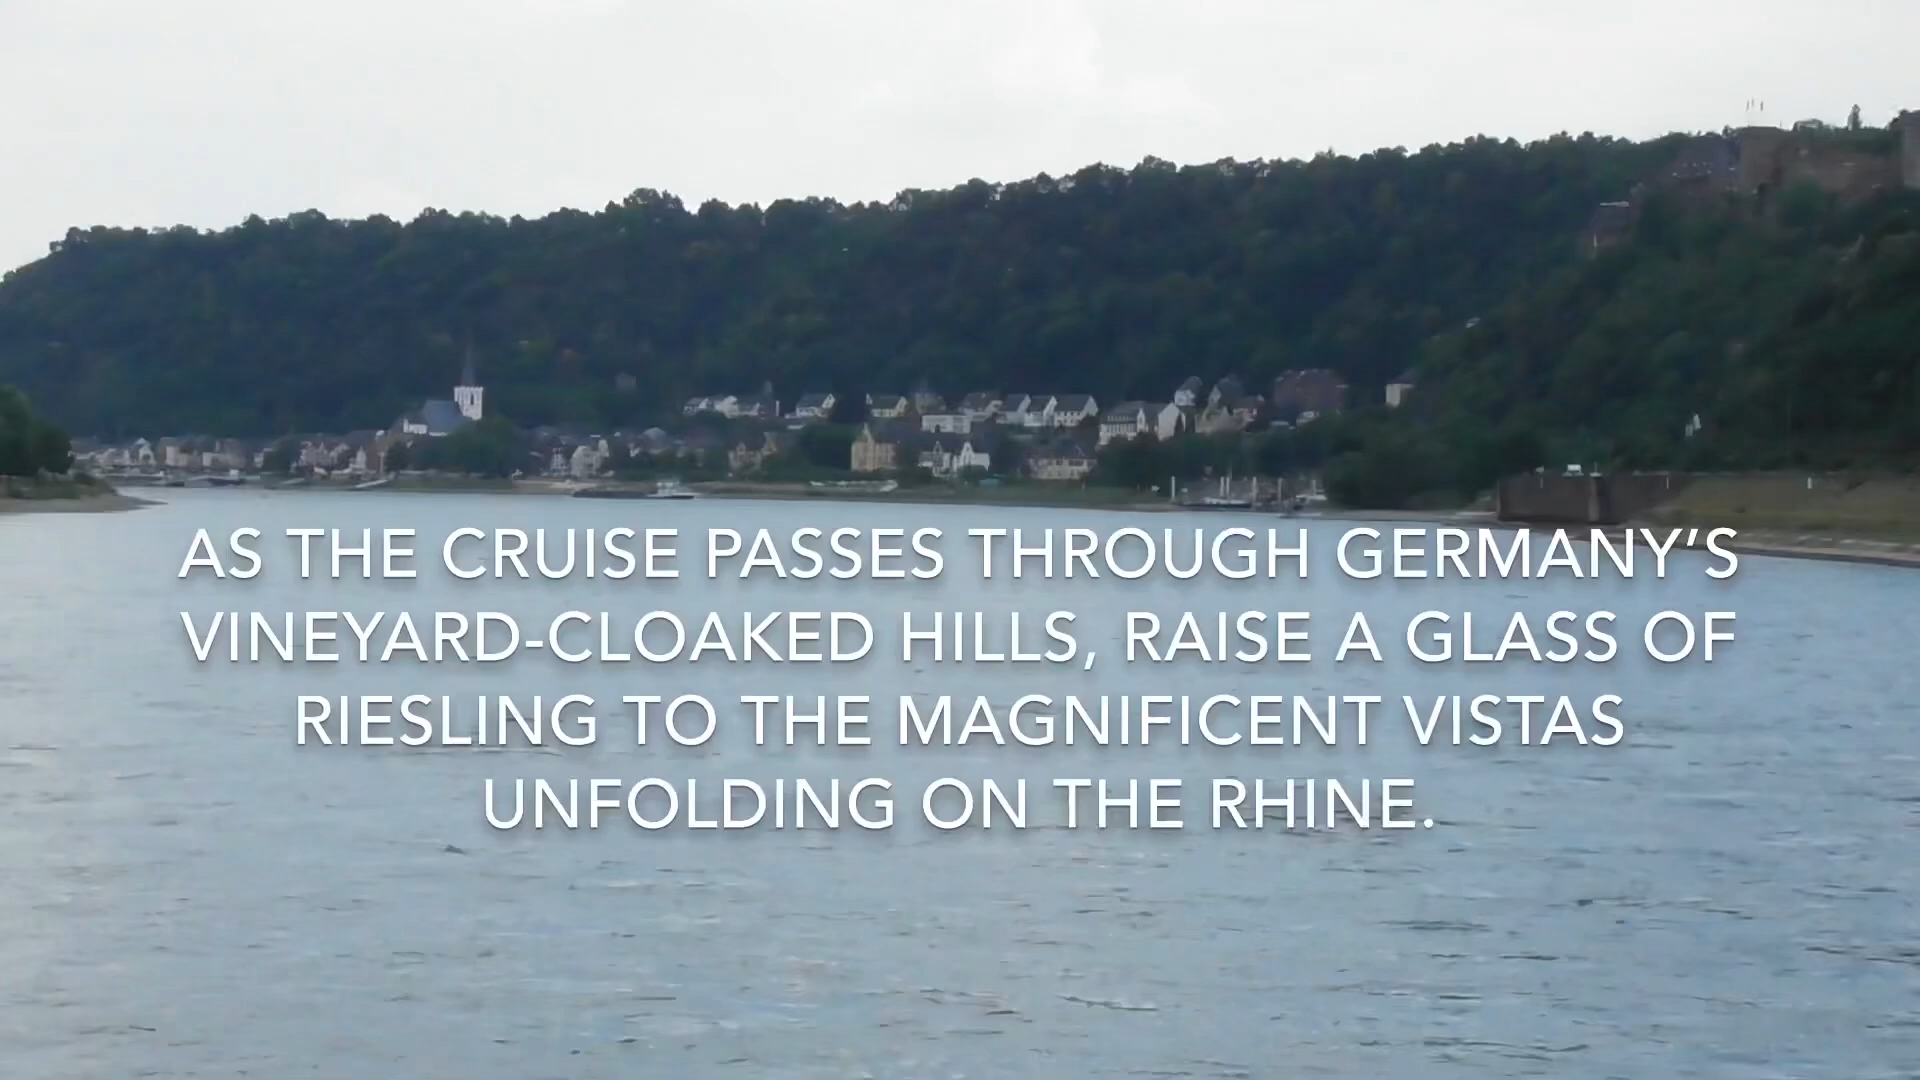 AS THE CRUISE PASSES THROUGH GERMANY’S
VINEYARD-CLOAKED HILLS, RAISE A GLASS OF
RIESLING TO THE MAGNIFICENT VISTAS
UNFOLDING ON THE RHINE.